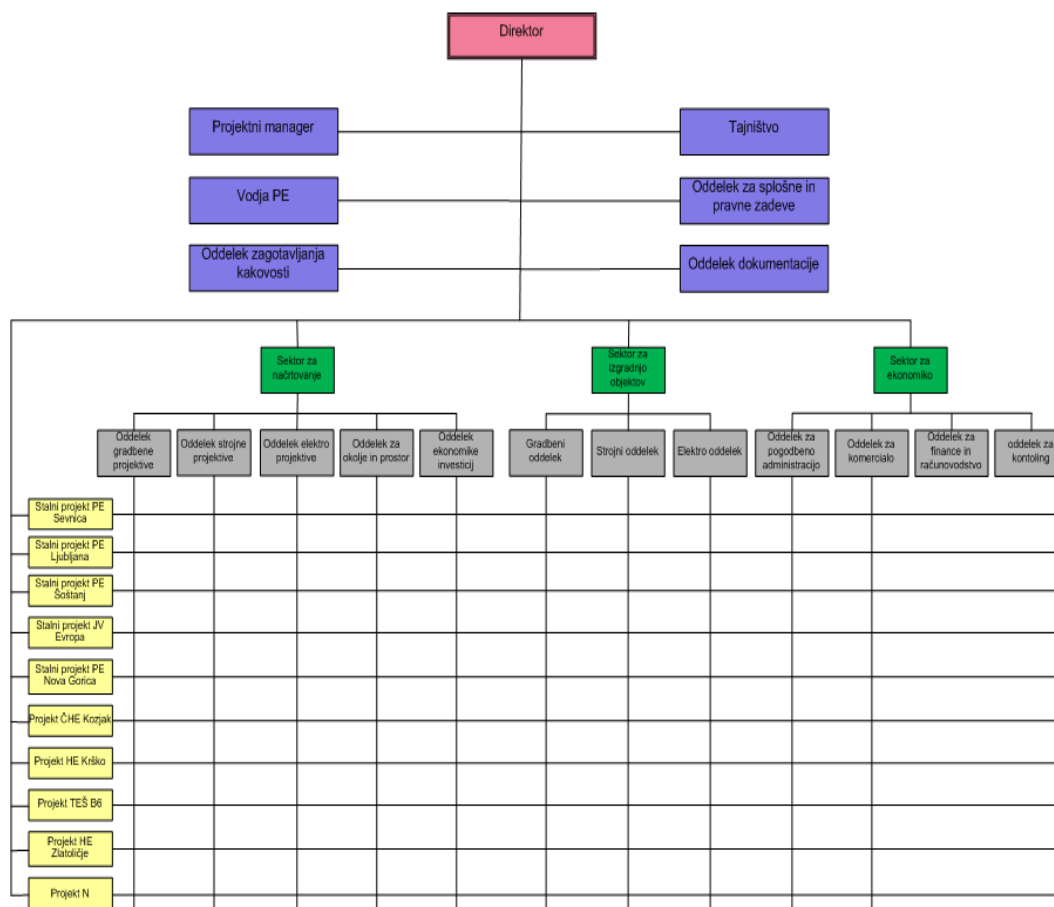 Direktor
Projektni manager
Tajništvo
Vodja PE
Oddelek za splošne in
pravne zadeve
Oddelek zagotavljanja
kakovosti
Oddelek dokumentacije
Sektor za
načrtovanje
Sektor za
izgradnjo
objektov
Sektor za
ekonomiko
Oddelek
gradbene
projektive
Oddelek strojne
projektive
Oddelek elektro
projektive
Oddelek za
okolje in prostor
Oddelek
ekonomike
investicij
Gradbeni
oddelek
Strojni oddelek
Elektro oddelek
Oddelek za
pogodbeno
administracijo
Oddelek za
komercialo
Oddelek za
finance in
računovodstvo
oddelek za
kontoling
Stalni projekt PE
Sevnica
Stalni projekt PE
Ljubljana
Stalni projekt PE
Šoštanj
Stalni projekt JV
Evropa
Stalni projekt PE
Nova Gorica
Projekt ČHE Kozjak
Projekt HE Krško
Projekt TEŠ B6
Projekt HE
Zlatoličje
Projekt N